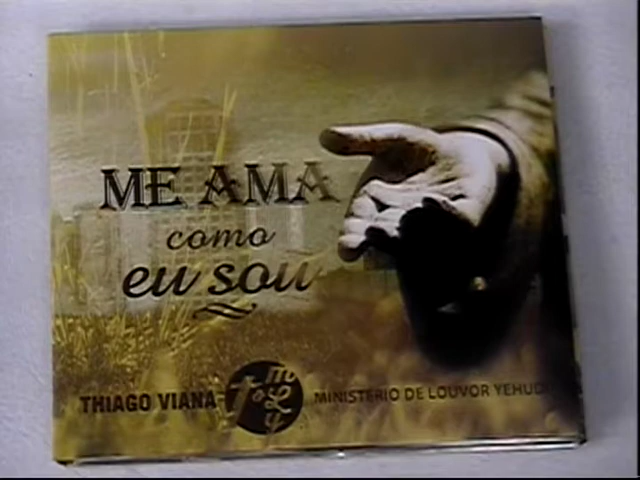 ME AMA
como
eu sou
THIAGO VIANA
MINISTERIO DE LOUVOR